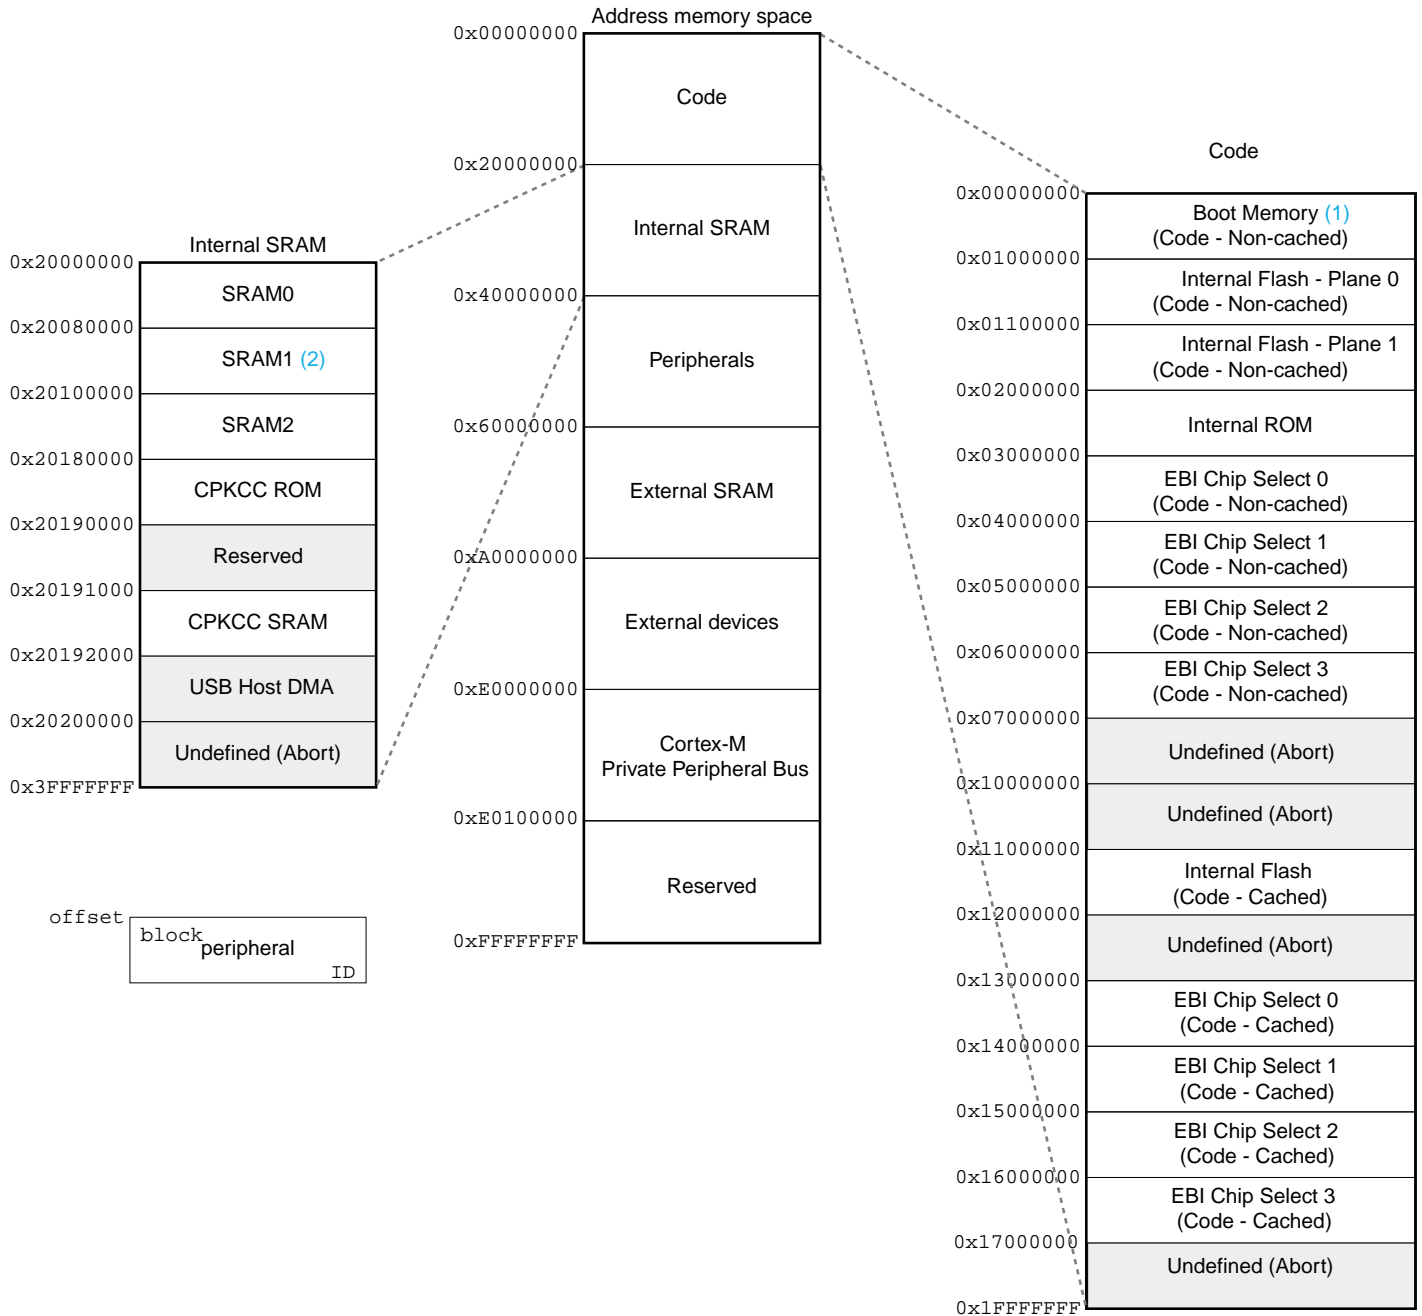 Address memory space
0x00000000
Code
0x20000000
Internal SRAM
0x40000000
Peripherals
0x60000000
External SRAM
0xA0000000
External devices
0xE0000000
Cortex-M
Private Peripheral Bus
0xE0100000
Reserved
0xFFFFFFFF
Internal SRAM
0x20000000
SRAM0
0x20080000
SRAM1 (2)
0x20100000
SRAM2
0x20180000
CPKCC ROM
0x20190000
Reserved
0x20191000
CPKCC SRAM
0x20192000
USB Host DMA
0x20200000
Undefined (Abort)
0x3FFFFFFF
offset
block
peripheral
ID
Code
0x00000000
Boot Memory (1)
(Code - Non-cached)
0x01000000
Internal Flash - Plane 0
(Code - Non-cached)
0x01100000
Internal Flash - Plane 1
(Code - Non-cached)
0x02000000
Internal ROM
0x03000000
EBI Chip Select 0
(Code - Non-cached)
0x04000000
EBI Chip Select 1
(Code - Non-cached)
0x05000000
EBI Chip Select 2
(Code - Non-cached)
0x06000000
EBI Chip Select 3
(Code - Non-cached)
0x07000000
Undefined (Abort)
0x10000000
Undefined (Abort)
0x11000000
Internal Flash
(Code - Cached)
0x12000000
Undefined (Abort)
0x13000000
EBI Chip Select 0
(Code - Cached)
0x14000000
EBI Chip Select 1
(Code - Cached)
0x15000000
EBI Chip Select 2
(Code - Cached)
0x16000000
EBI Chip Select 3
(Code - Cached)
0x17000000
Undefined (Abort)
0x1FFFFFFF